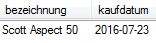 bezeichnung kaufdatum
Scott Aspect 50 2016-07-23